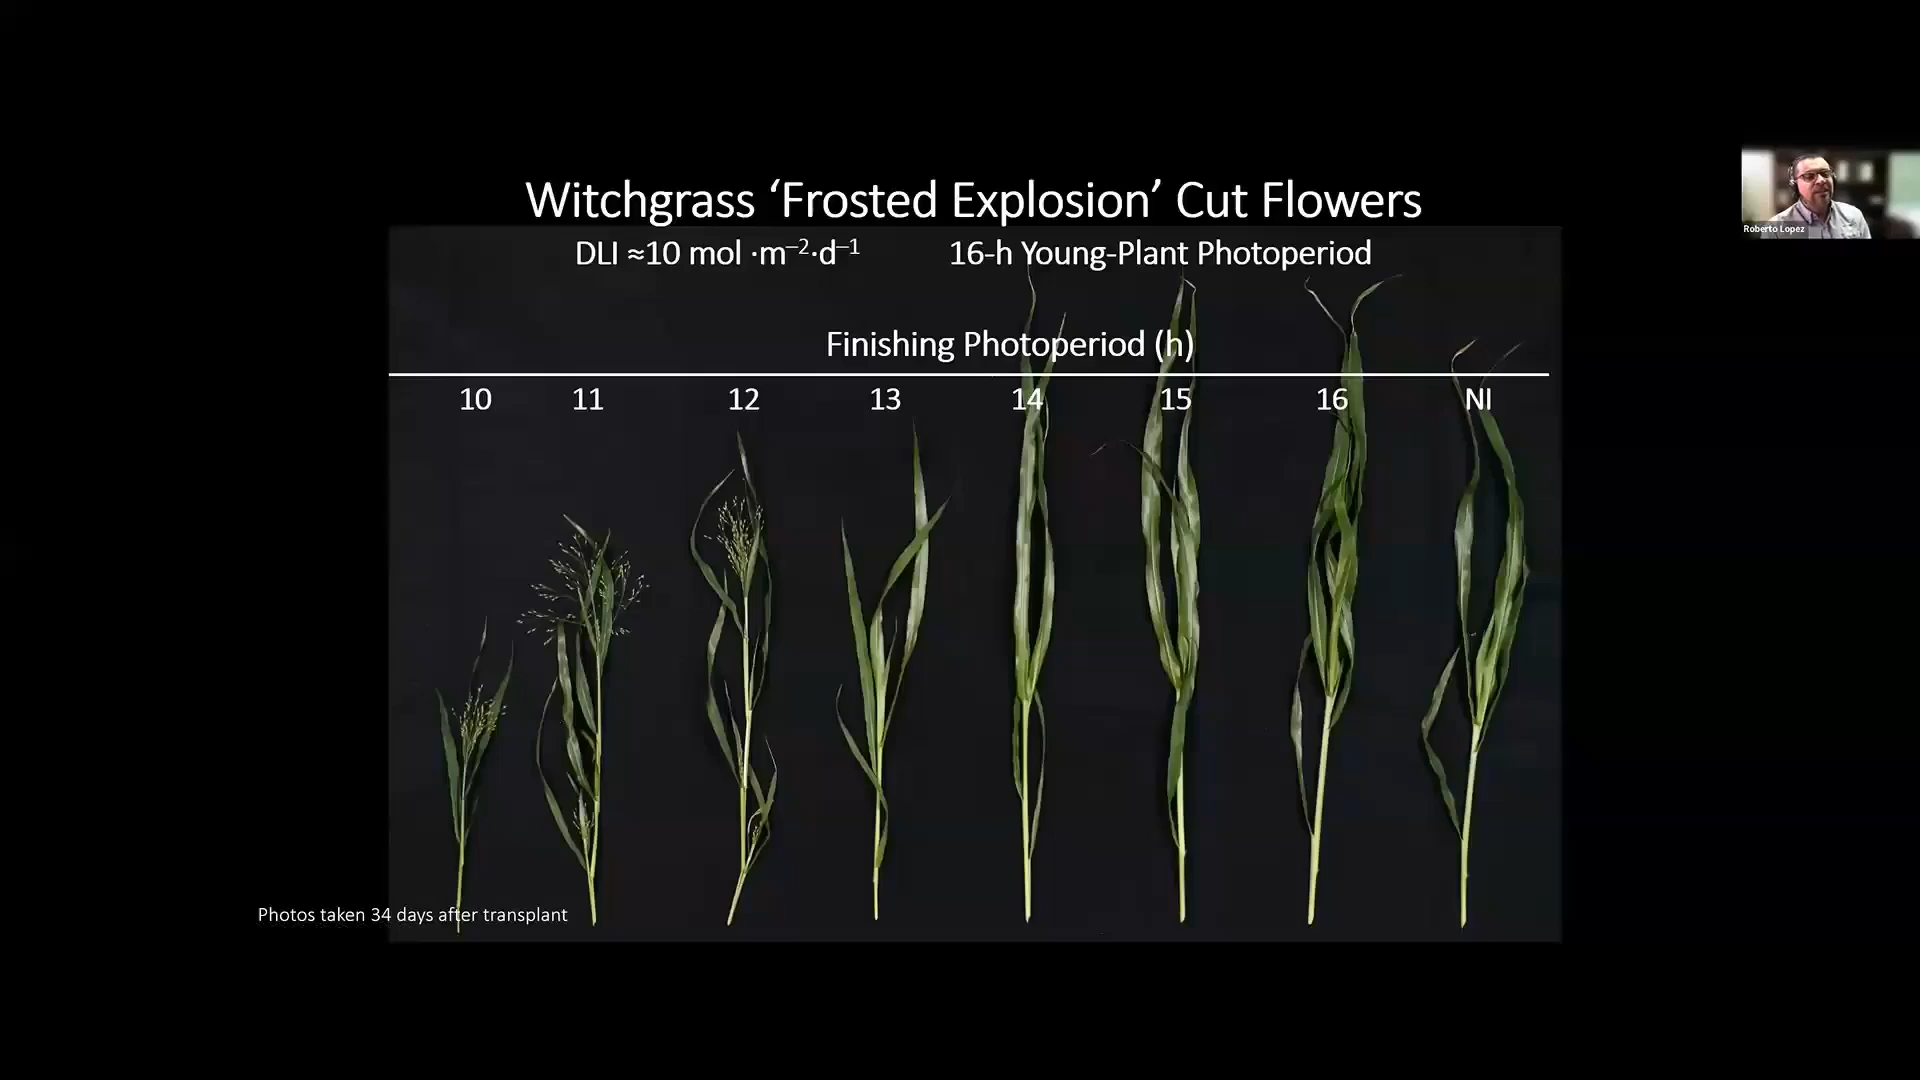 Witchgrass ‘Frosted Explosion’ Cut Flowers
DLI ≈10 mol ·m⁻²·d⁻¹ 16-h Young-Plant Photoperiod
Finishing Photoperiod (h)
10 11 12 13 14 15 16 NI
Photos taken 34 days after transplant
Roberto Lopez